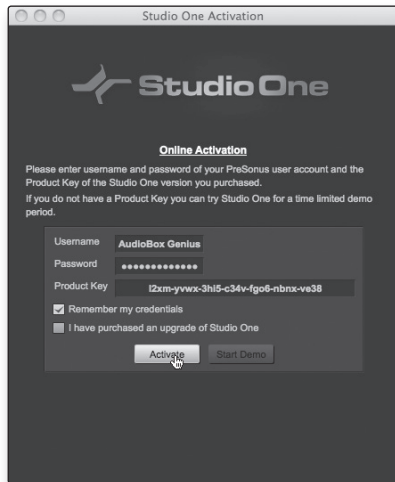 Studio One Activation
Studio One
Online Activation
Please enter username and password of your PreSonus user account and the
Product Key of the Studio One version you purchased.
If you do not have a Product Key you can try Studio One for a time limited demo
period.
Username AudioBox Genius
Password
Product Key l2xm-yvwx-3hi5-c34v-fgo6-nbnx-ve38
Remember my credentials
I have purchased an upgrade of Studio One
Activate Start Demo